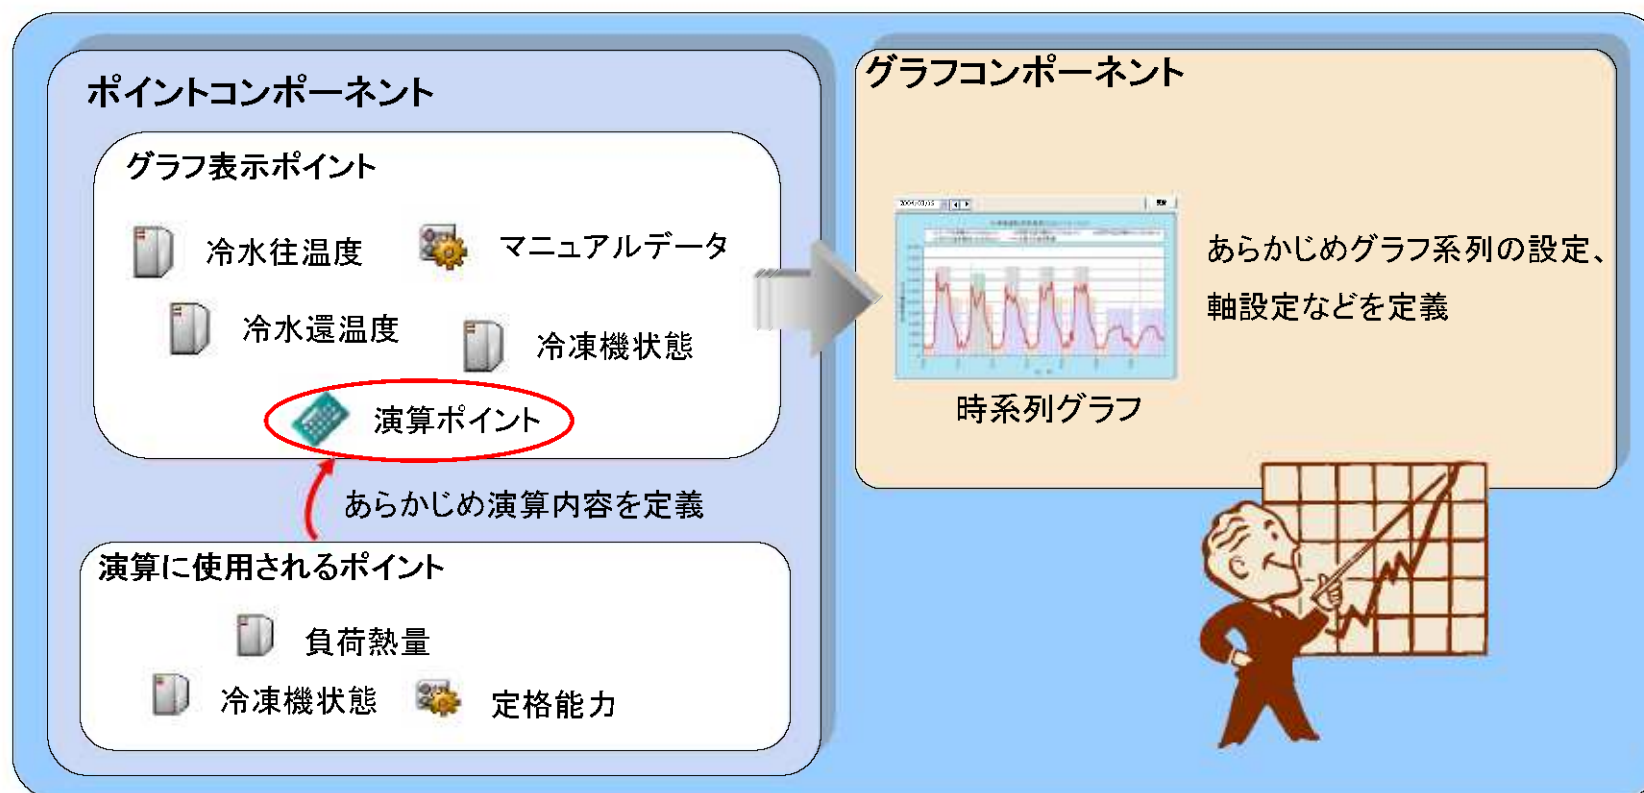 ポイントコンポーネント
グラフ表示ポイント
冷水往温度
マニュアルデータ
冷水還温度
冷凍機状態
演算ポイント
あらかじめ演算内容を定義
演算に使用されるポイント
負荷熱量
冷凍機状態
定格能力
グラフコンポーネント
あらかじめグラフ系列の設定、
軸設定などを定義
時系列グラフ